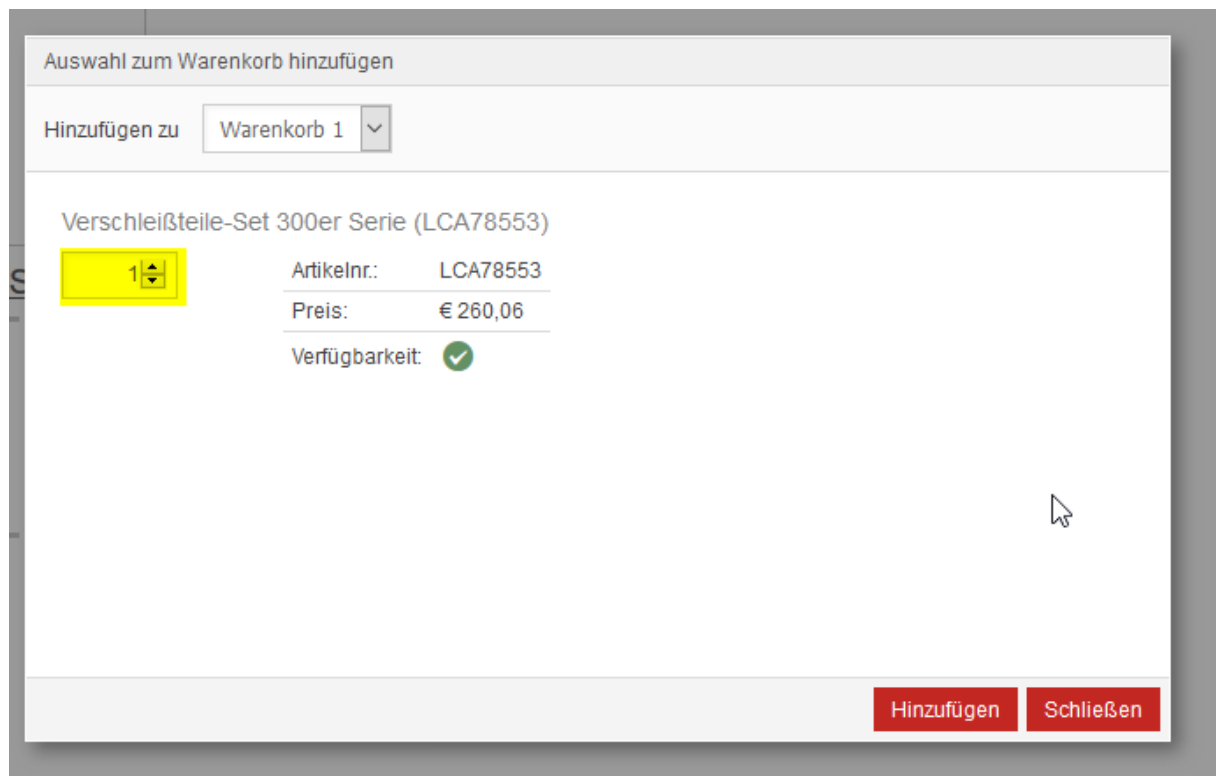 Auswahl zum Warenkorb hinzufügen
Hinzufügen zu Warenkorb 1
Verschleißteile-Set 300er Serie (LCA78553)
1 Artikelnr.: LCA78553
Preis: € 260,06
Verfügbarkeit:
S
Hinzufügen Schließen